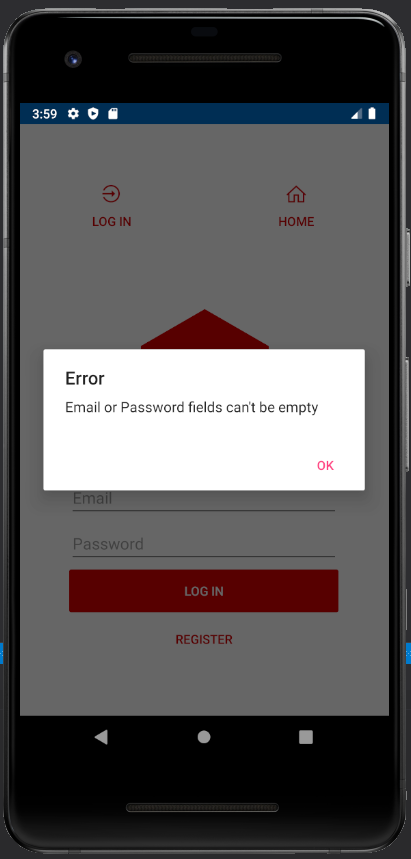 3:59
LOG IN
HOME
Error
Email or Password fields can't be empty
OK
Email
Password
LOG IN
REGISTER